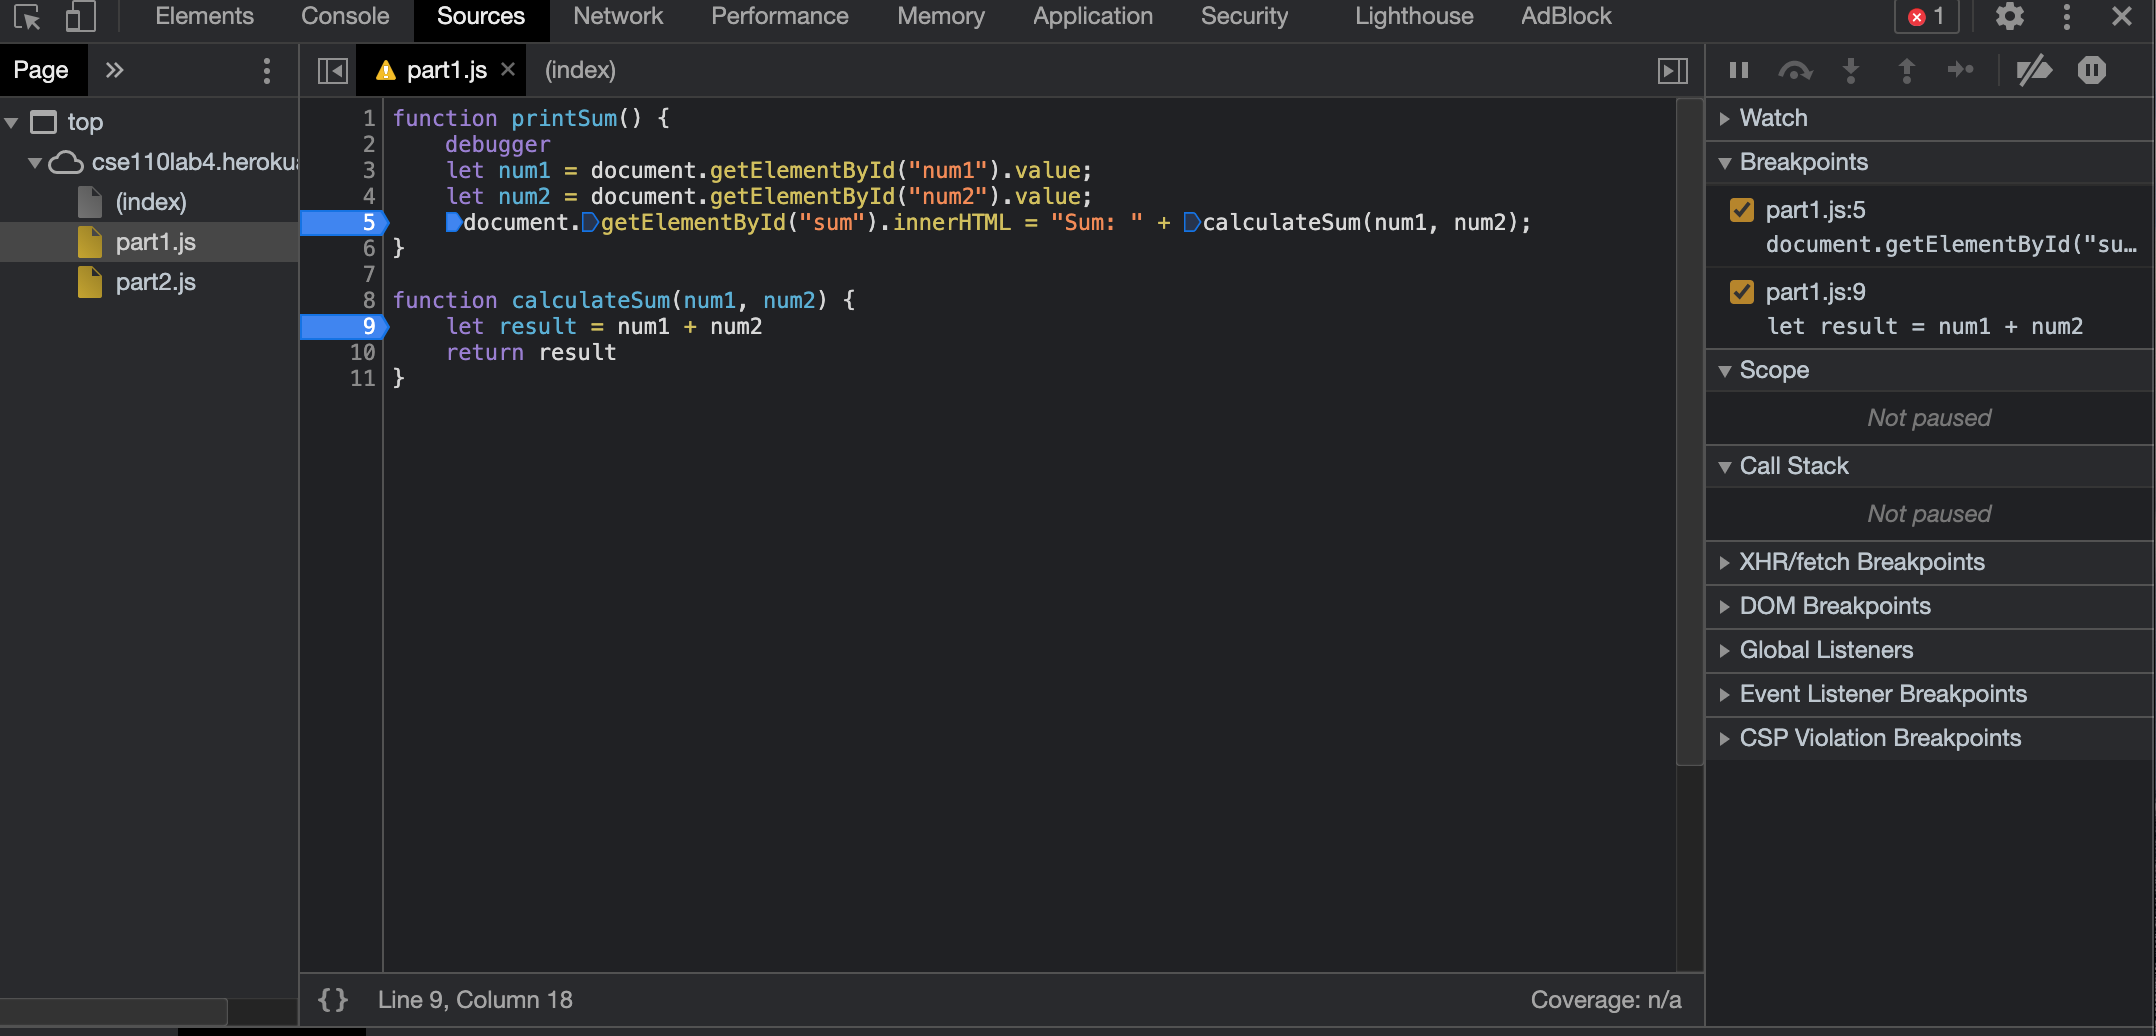 Elements Console Sources Network Performance Memory Application Security Lighthouse AdBlock 1
Page
top
cse110lab4.heroku
(index)
part1.js
part2.js
part1.js (index)
1 function printSum() {
2 debugger
3 let num1 = document.getElementById("num1").value;
4 let num2 = document.getElementById("num2").value;
5 document.getElementById("sum").innerHTML = "Sum: " + calculateSum(num1, num2);
6 }
7
8 function calculateSum(num1, num2) {
9 let result = num1 + num2
10 return result
11 }
{} Line 9, Column 18 Coverage: n/a
Watch
Breakpoints
part1.js:5
document.getElementById("su…
part1.js:9
let result = num1 + num2
Scope
Not paused
Call Stack
Not paused
XHR/fetch Breakpoints
DOM Breakpoints
Global Listeners
Event Listener Breakpoints
CSP Violation Breakpoints